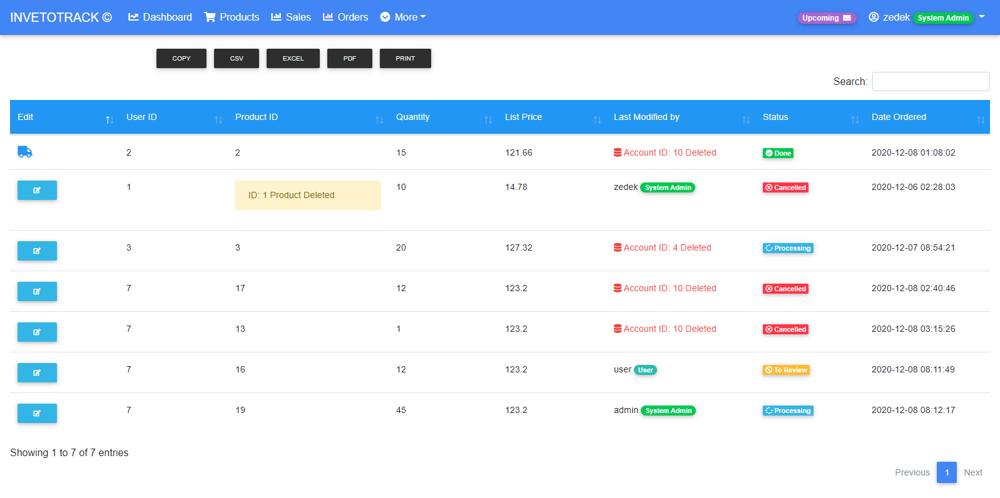 INVETOTRACK © Dashboard Products Sales Orders More Upcoming zedek System Admin
COPY CSV EXCEL PDF PRINT
Search:
Edit User ID Product ID Quantity List Price Last Modified by Status Date Ordered
2 2 15 121.66 Account ID: 10 Deleted Done 2020-12-08 01:08:02
1 ID: 1 Product Deleted 10 14.78 zedek System Admin Cancelled 2020-12-06 02:28:03
3 3 20 127.32 Account ID: 4 Deleted Processing 2020-12-07 08:54:21
7 17 12 123.2 Account ID: 10 Deleted Cancelled 2020-12-08 02:40:46
7 13 1 123.2 Account ID: 10 Deleted Cancelled 2020-12-08 03:15:26
7 16 12 123.2 user User To Review 2020-12-08 08:11:49
7 19 45 123.2 admin System Admin Processing 2020-12-08 08:12:17
Showing 1 to 7 of 7 entries
Previous 1 Next